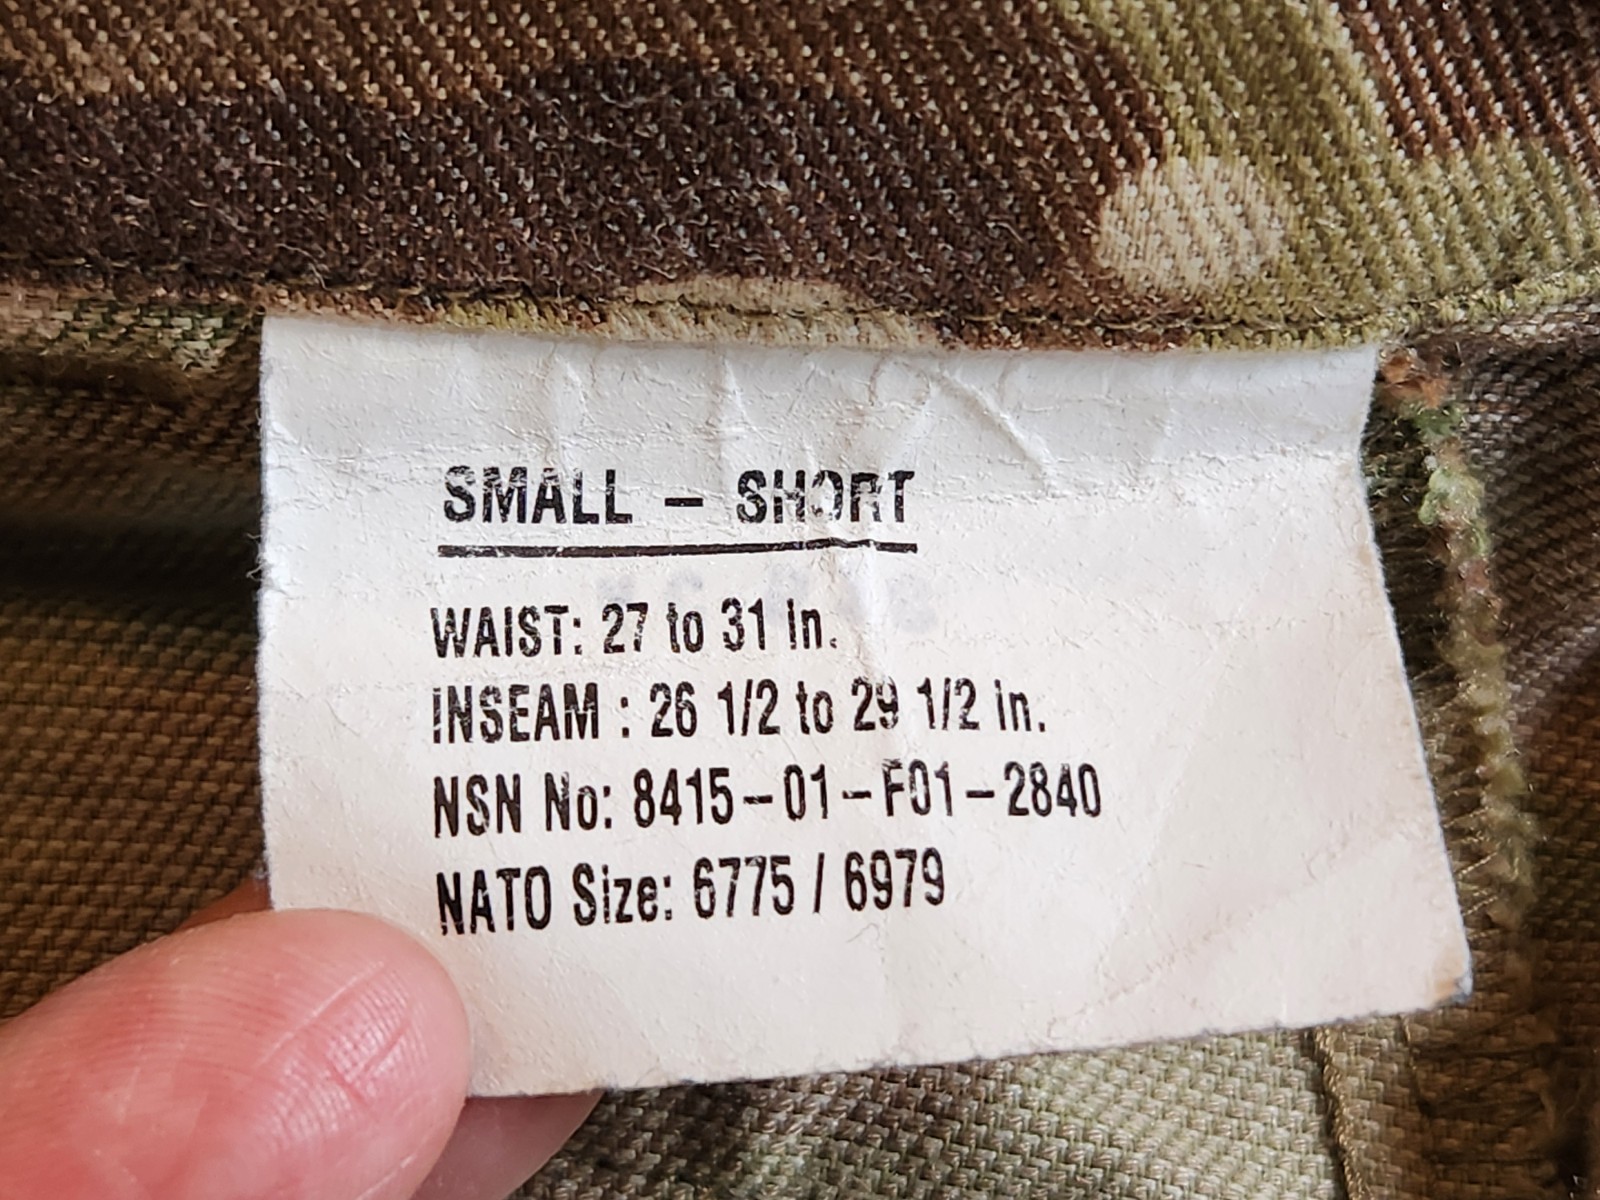 SMALL – SHORT
WAIST: 27 to 31 in.
INSEAM : 26 1/2 to 29 1/2 in.
NSN No: 8415–01–F01–2840
NATO Size: 6775 / 6979